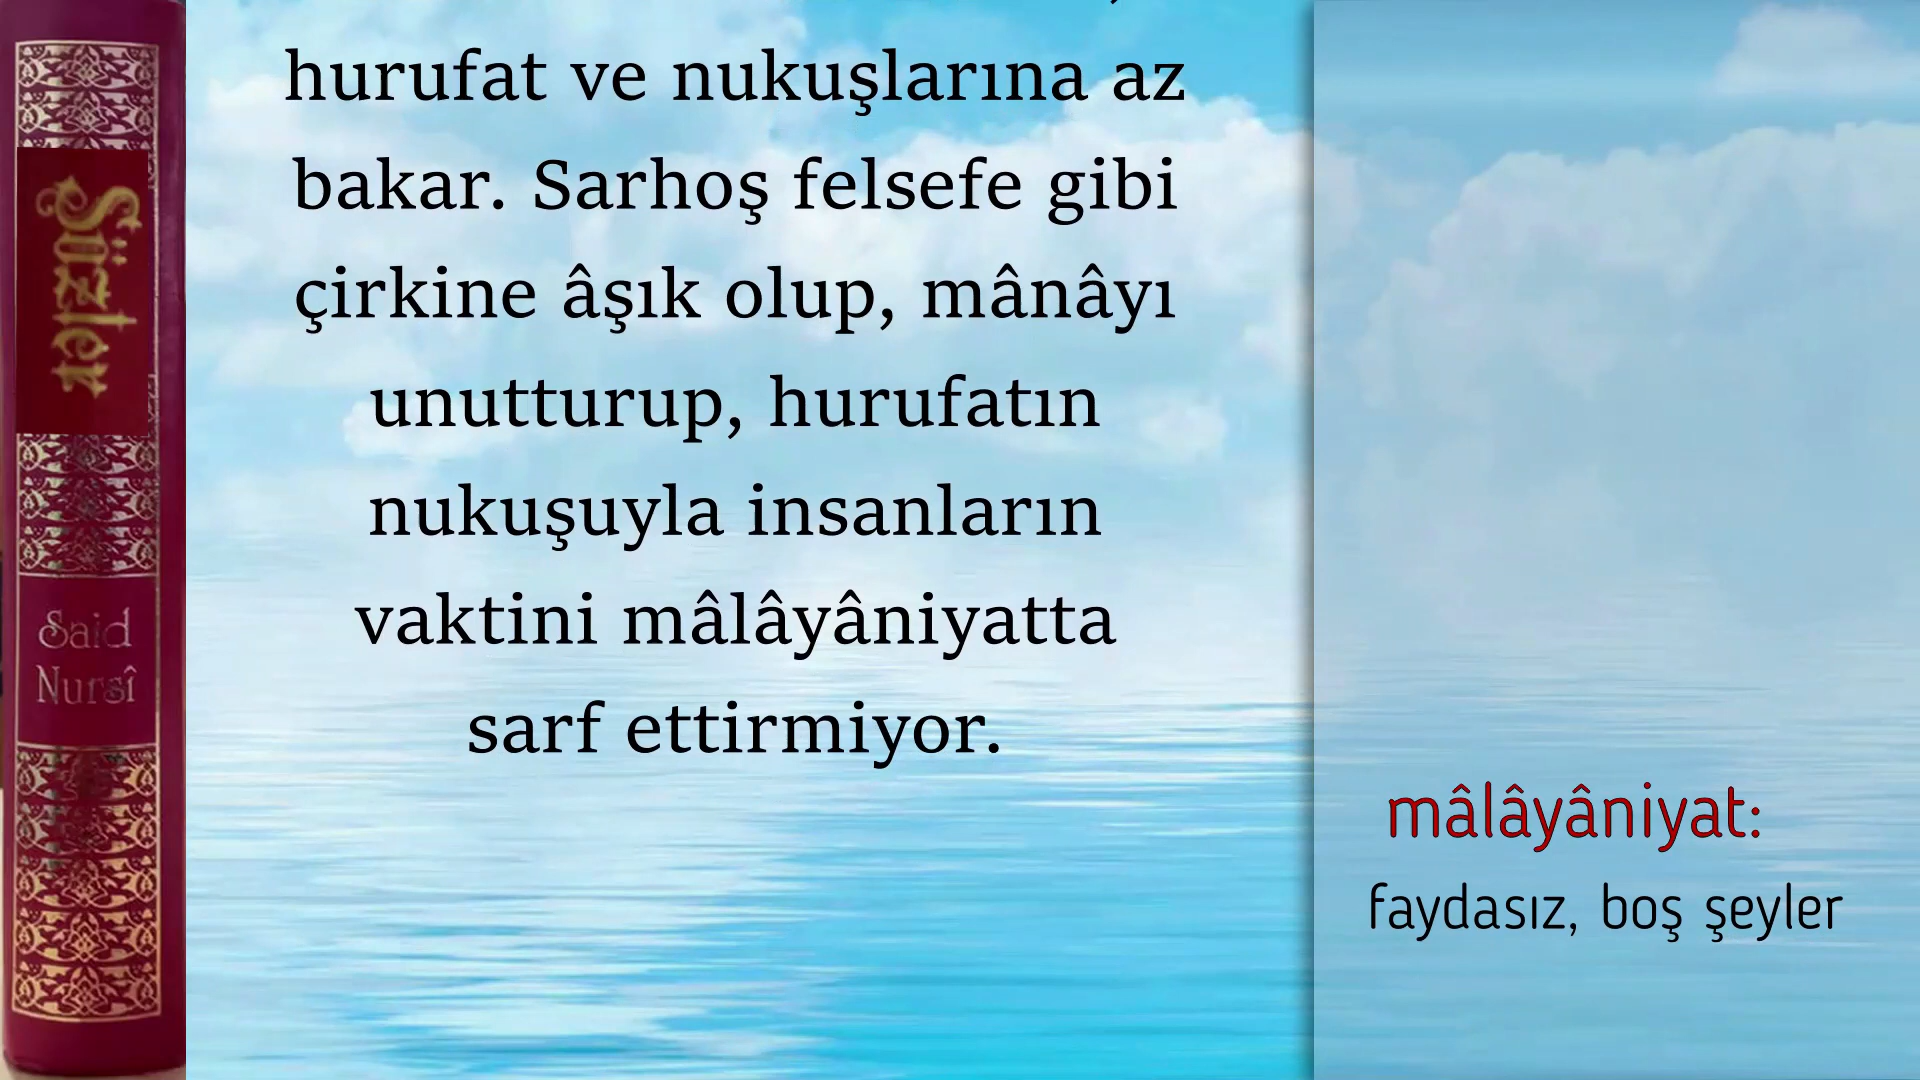 Sözler
Said
Nursî
hurufat ve nukuşlarına az
bakar. Sarhoş felsefe gibi
çirkine âşık olup, mânâyı
unutturup, hurufatın
nukuşuyla insanların
vaktini mâlâyâniyatta
sarf ettirmiyor.
mâlâyâniyat:
faydasız, boş şeyler